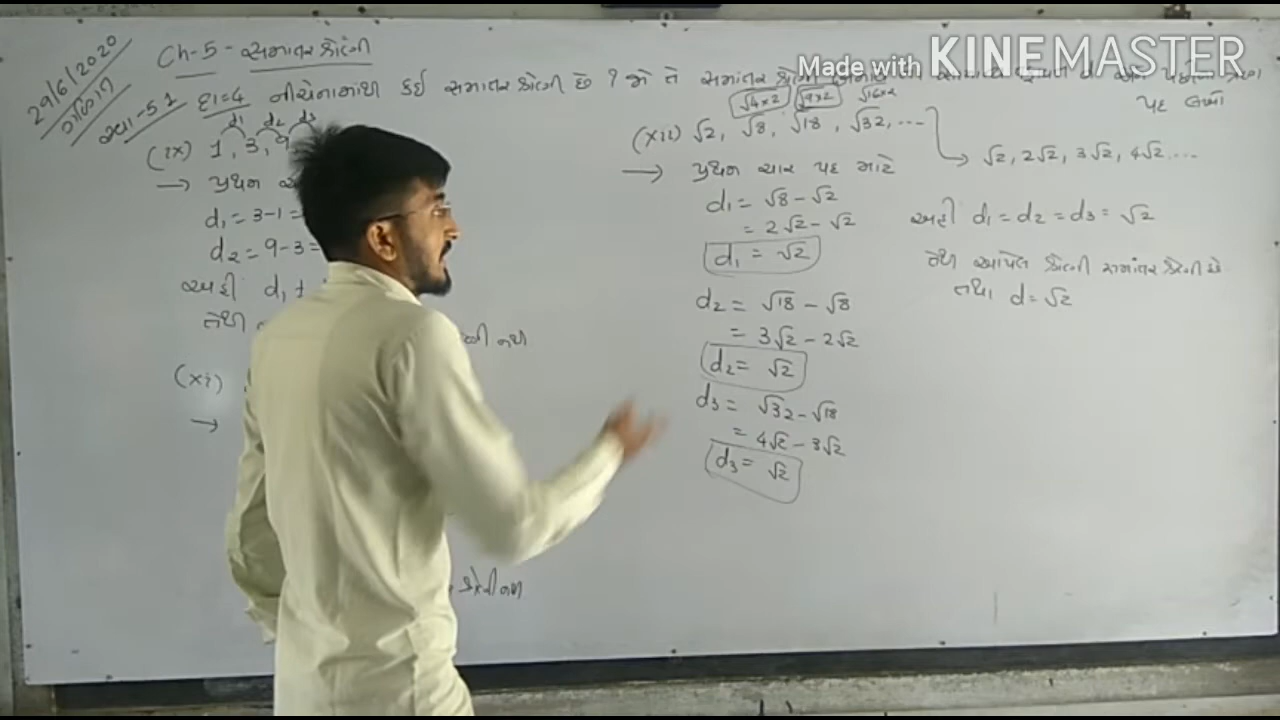 Made with KINEMASTER
29/6/2020
ગણિત
સ્વા-5.1
Ch-5 - સમાંતર શ્રેણી
દા=4 નીચેનામાંથી કઈ સમાંતર શ્રેણી છે ? જો તે સમાંતર શ્રેણી
પદ લખો
d₁ d₂ d₃
(ix) 1, 3, 9
→ પ્રથમ
d₁ = 3-1 =
d₂ = 9-3 =
અહીં d₁ ≠
તેથી
નથી
(xi)
→
√4×2 √9×2 √16×2
(xii) √2, √8, √18, √32, ...
→ √2, 2√2, 3√2, 4√2 ...
→ પ્રથમ ચાર પદ માટે
d₁ = √8 - √2
= 2√2 - √2
d₁ = √2
d₂ = √18 - √8
= 3√2 - 2√2
d₂ = √2
d₃ = √32 - √18
= 4√2 - 3√2
d₃ = √2
અહીં d₁ = d₂ = d₃ = √2
તેથી આપેલ શ્રેણી સમાંતર શ્રેણી છે.
તથા d = √2